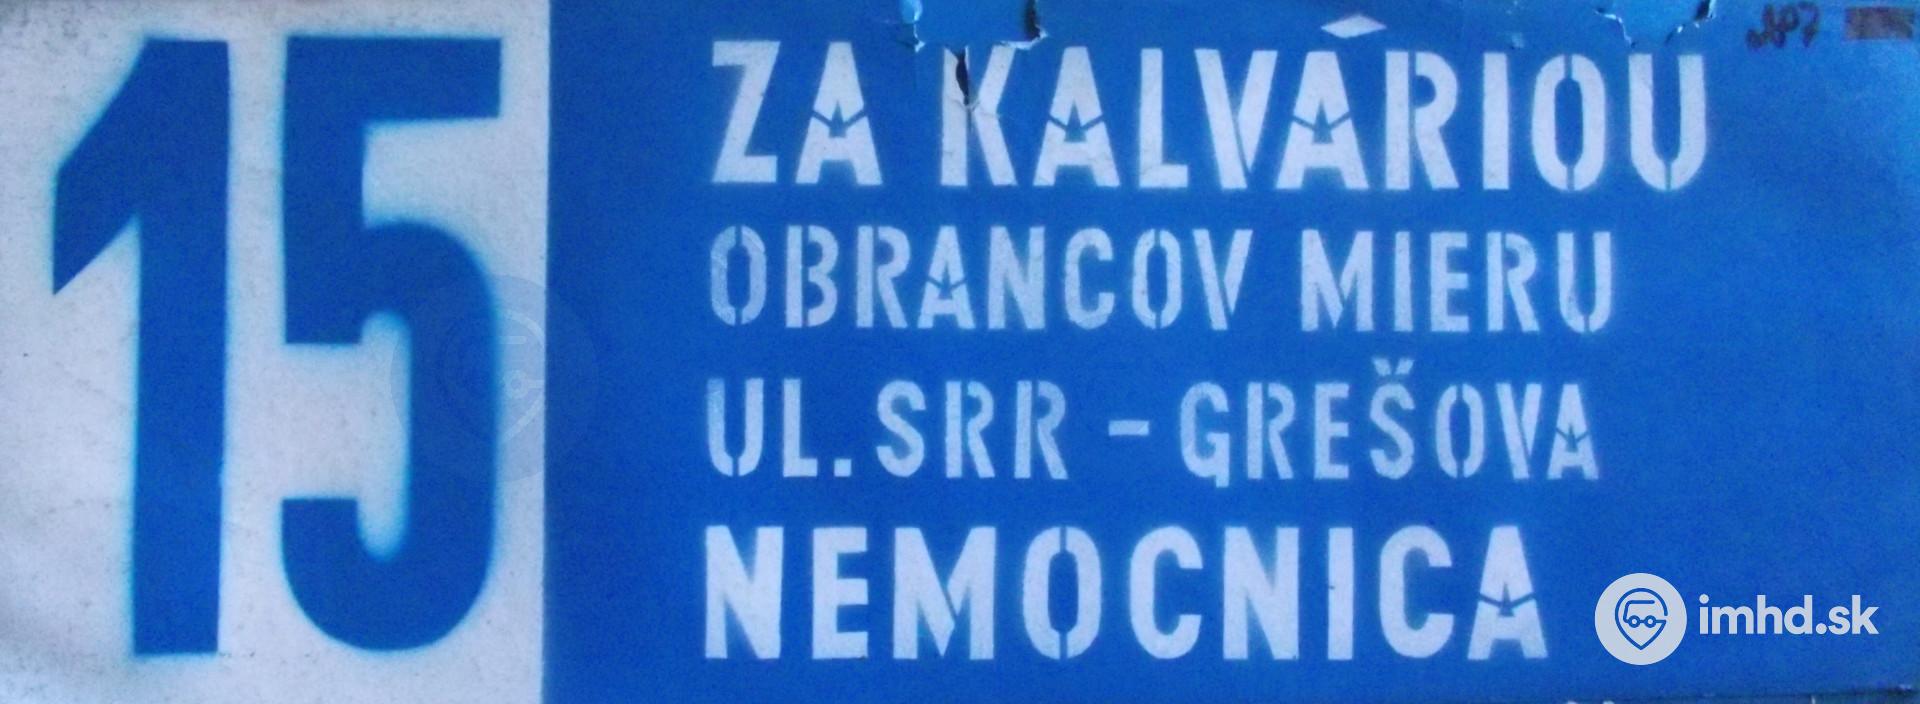 15
ZA KALVÁRIOU
OBRANCOV MIERU
UL. SRR - GREŠOVA
NEMOCNICA
imhd.sk